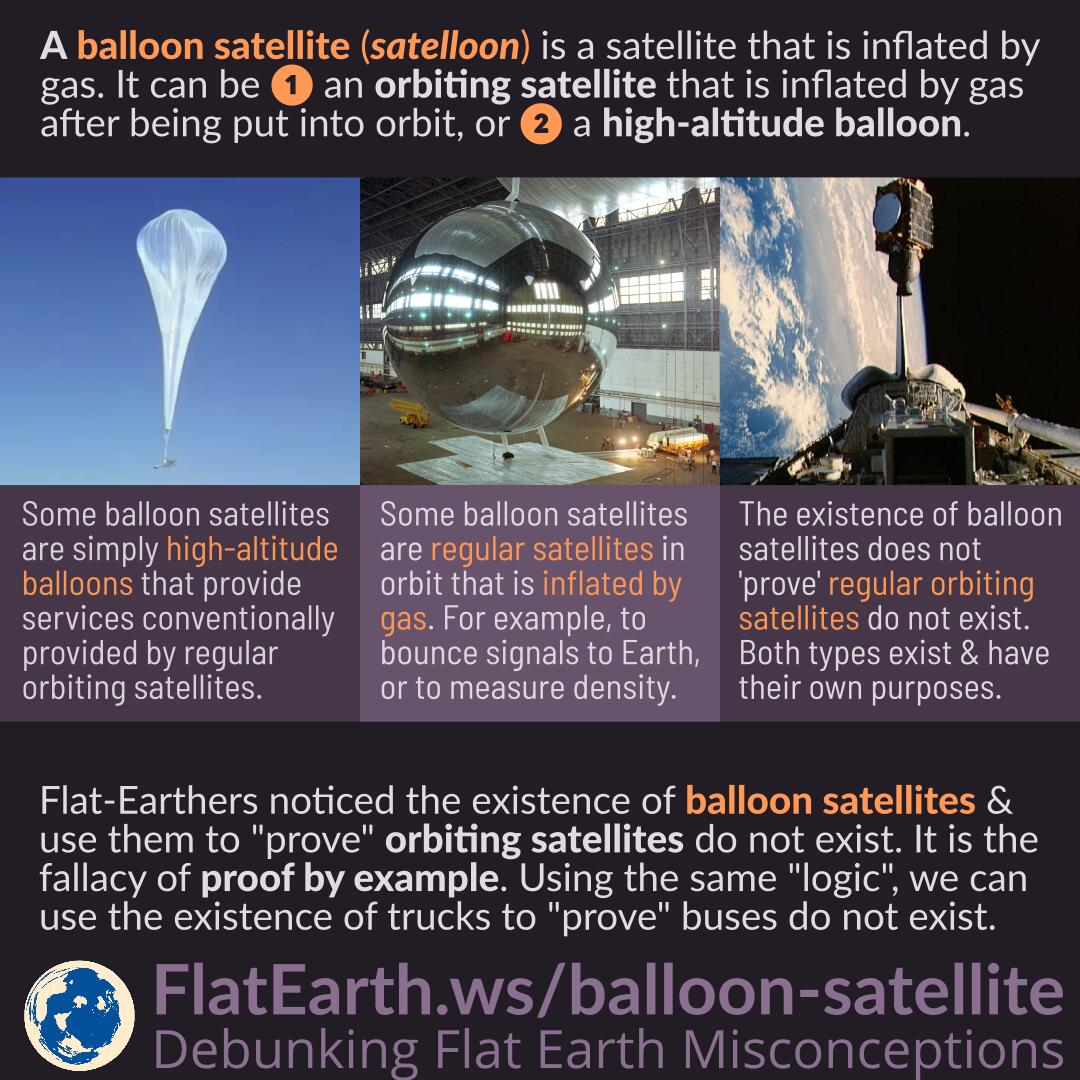 A balloon satellite (satelloon) is a satellite that is inflated by
gas. It can be 1 an orbiting satellite that is inflated by gas
after being put into orbit, or 2 a high-altitude balloon.
Some balloon satellites
are simply high-altitude
balloons that provide
services conventionally
provided by regular
orbiting satellites.
Some balloon satellites
are regular satellites in
orbit that is inflated by
gas. For example, to
bounce signals to Earth,
or to measure density.
The existence of balloon
satellites does not
'prove' regular orbiting
satellites do not exist.
Both types exist & have
their own purposes.
Flat-Earthers noticed the existence of balloon satellites &
use them to "prove" orbiting satellites do not exist. It is the
fallacy of proof by example. Using the same "logic", we can
use the existence of trucks to "prove" buses do not exist.
FlatEarth.ws/balloon-satellite
Debunking Flat Earth Misconceptions